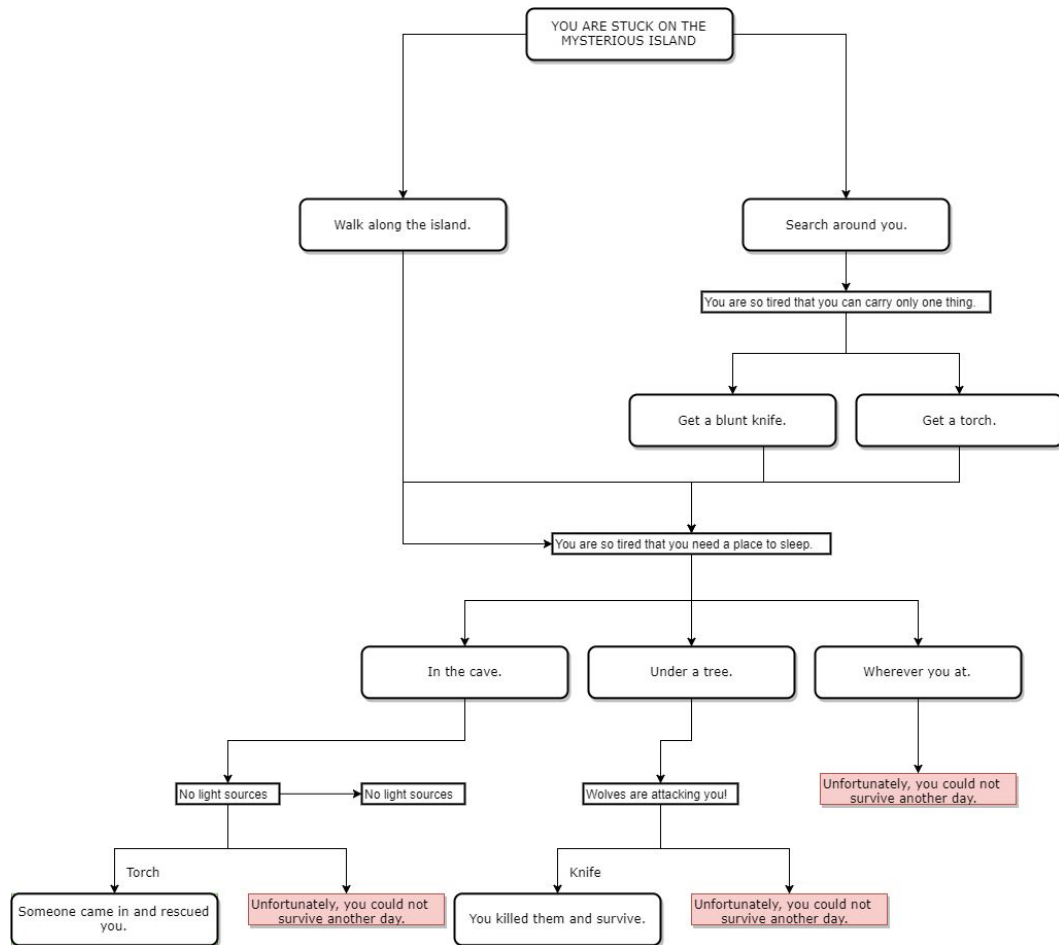 YOU ARE STUCK ON THE
MYSTERIOUS ISLAND
Walk along the island.
Search around you.
You are so tired that you can carry only one thing.
Get a blunt knife.
Get a torch.
You are so tired that you need a place to sleep.
In the cave.
Under a tree.
Wherever you at.
No light sources
No light sources
Wolves are attacking you!
Unfortunately, you could not
survive another day.
Torch
Knife
Someone came in and rescued
you.
Unfortunately, you could not
survive another day.
You killed them and survive.
Unfortunately, you could not
survive another day.